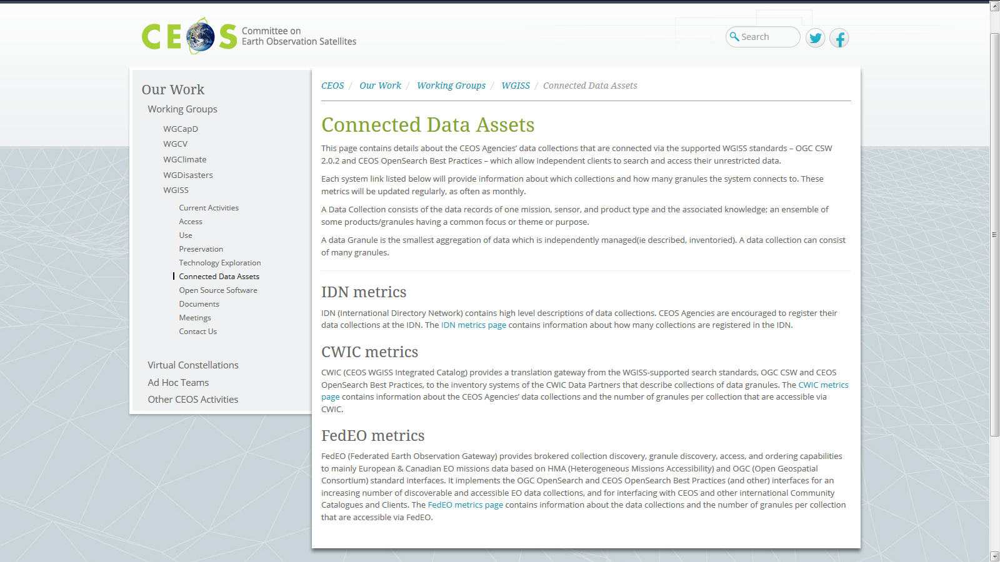 CEOS
Committee on
Earth Observation Satellites
Search
Our Work
Working Groups
WGCapD
WGCV
WGClimate
WGDisasters
WGISS
Current Activities
Access
Use
Preservation
Technology Exploration
Connected Data Assets
Open Source Software
Documents
Meetings
Contact Us
Virtual Constellations
Ad Hoc Teams
Other CEOS Activities
CEOS / Our Work / Working Groups / WGISS / Connected Data Assets
Connected Data Assets
This page contains details about the CEOS Agencies’ data collections that are connected via the supported WGISS standards – OGC CSW
2.0.2 and CEOS OpenSearch Best Practices – which allow independent clients to search and access their unrestricted data.
Each system link listed below will provide information about which collections and how many granules the system connects to. These
metrics will be updated regularly, as often as monthly.
A Data Collection consists of the data records of one mission, sensor, and product type and the associated knowledge; an ensemble of
some products/granules having a common focus or theme or purpose.
A data Granule is the smallest aggregation of data which is independently managed(ie described, inventoried). A data collection can consist
of many granules.
IDN metrics
IDN (International Directory Network) contains high level descriptions of data collections. CEOS Agencies are encouraged to register their
data collections at the IDN. The IDN metrics page contains information about how many collections are registered in the IDN.
CWIC metrics
CWIC (CEOS WGISS Integrated Catalog) provides a translation gateway from the WGISS-supported search standards, OGC CSW and CEOS
OpenSearch Best Practices, to the inventory systems of the CWIC Data Partners that describe collections of data granules. The CWIC metrics
page contains information about the CEOS Agencies’ data collections and the number of granules per collection that are accessible via
CWIC.
FedEO metrics
FedEO (Federated Earth Observation Gateway) provides brokered collection discovery, granule discovery, access, and ordering capabilities
to mainly European & Canadian EO missions data based on HMA (Heterogeneous Missions Accessibility) and OGC (Open Geospatial
Consortium) standard interfaces. It implements the OGC OpenSearch and CEOS OpenSearch Best Practices (and other) interfaces for an
increasing number of discoverable and accessible EO data collections, and for interfacing with CEOS and other international Community
Catalogues and Clients. The FedEO metrics page contains information about the data collections and the number of granules per collection
that are accessible via FedEO.